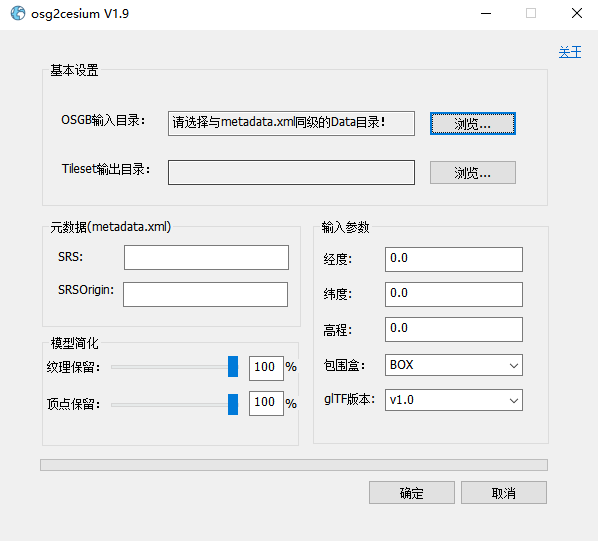 osg2cesium V1.9
关于
基本设置
OSGB输入目录：
请选择与metadata.xml同级的Data目录！
浏览...
Tileset输出目录：
浏览...
元数据(metadata.xml)
SRS:
SRSOrigin:
模型简化
纹理保留：
100
%
顶点保留：
100
%
输入参数
经度：
0.0
纬度：
0.0
高程：
0.0
包围盒：
BOX
glTF版本：
v1.0
确定
取消